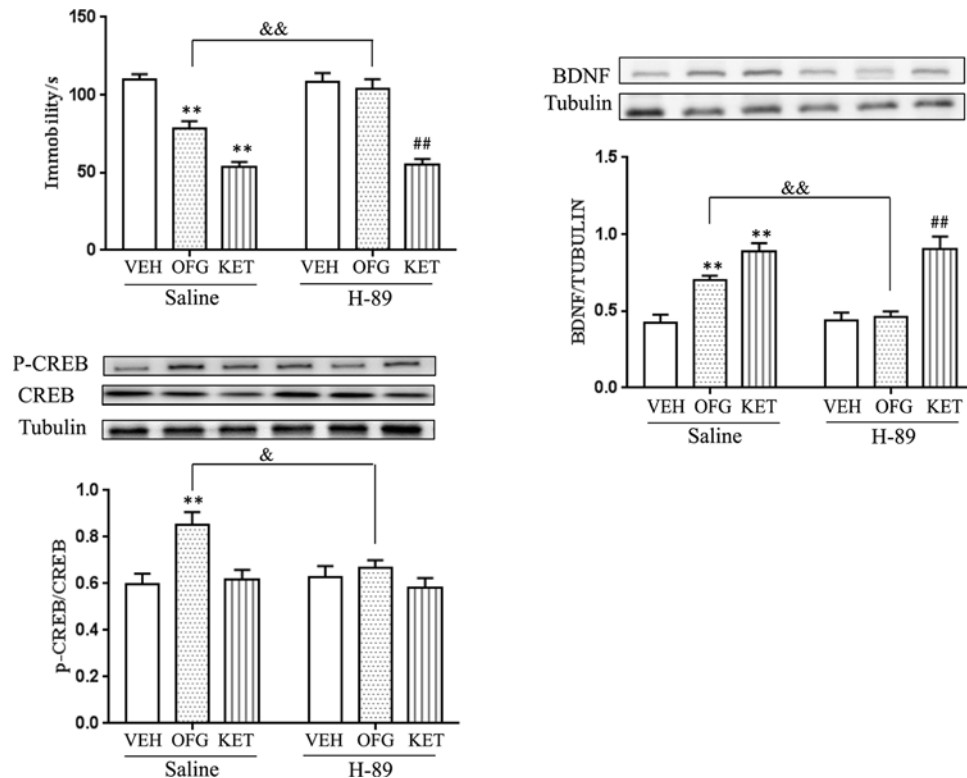 Immobility/s
150
100
50
0
&&
**
**
##
VEH OFG KET VEH OFG KET
Saline H-89
BDNF
Tubulin
BDNF/TUBULIN
1.5
1.0
0.5
0.0
&&
**
**
##
VEH OFG KET VEH OFG KET
Saline H-89
P-CREB
CREB
Tubulin
p-CREB/CREB
1.0
0.8
0.6
0.4
0.2
0.0
&
**
VEH OFG KET VEH OFG KET
Saline H-89